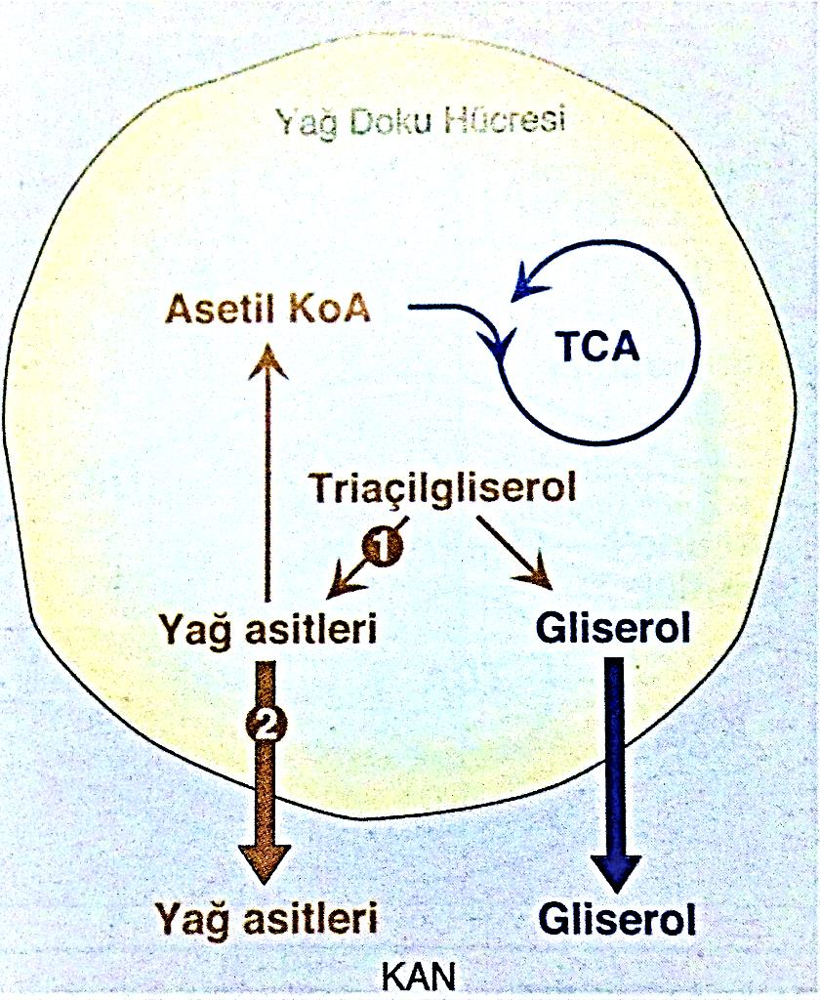 Yağ Doku Hücresi
Asetil KoA
TCA
Triaçilgliserol
1
Yağ asitleri
Gliserol
2
Yağ asitleri
Gliserol
KAN